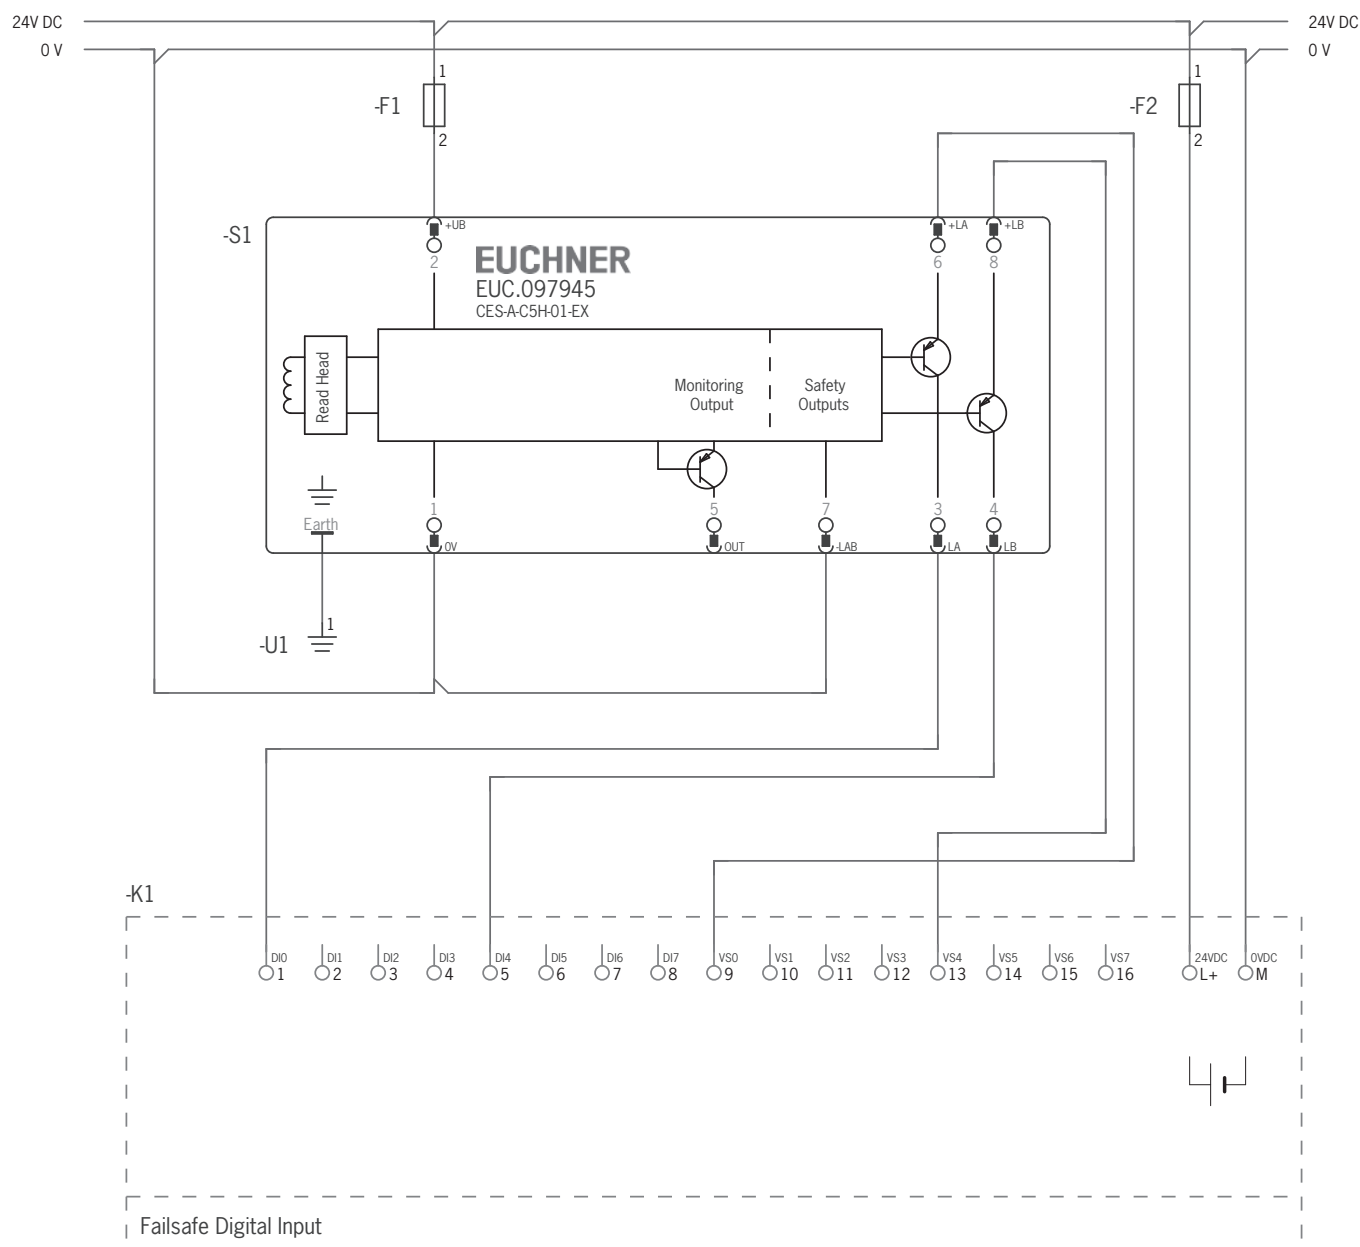 24V DC
24V DC
0 V
0 V
1
1
-F1
-F2
2
2
-S1
+UB
+LA
+LB
2
6
8
EUCHNER
EUC.097945
CES-A-C5H-01-EX
Read Head
Monitoring
Output
Safety
Outputs
Earth
1
5
7
3
4
0V
OUT
-LAB
LA
LB
-U1
1
-K1
DI0 DI1 DI2 DI3 DI4 DI5 DI6 DI7 VS0 VS1 VS2 VS3 VS4 VS5 VS6 VS7 24VDC 0VDC
1 2 3 4 5 6 7 8 9 10 11 12 13 14 15 16 L+ M
Failsafe Digital Input